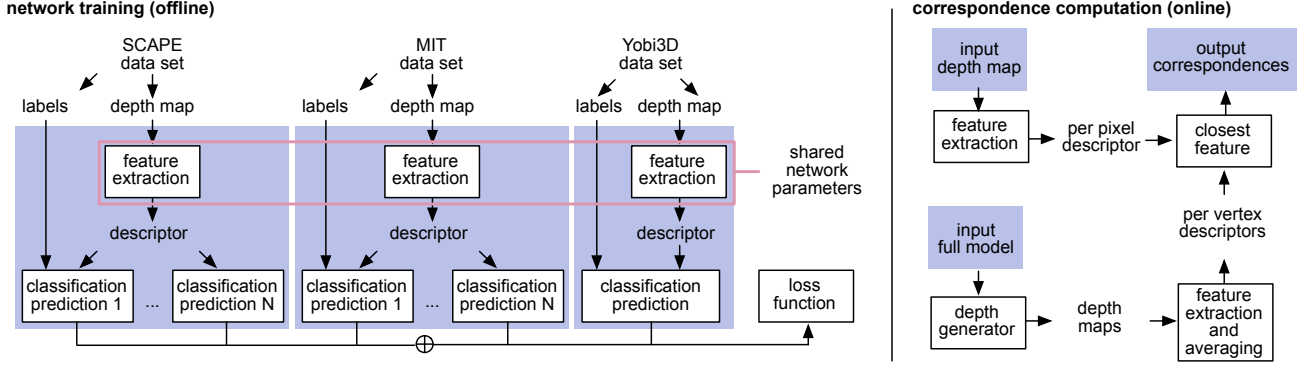 network training (offline)
SCAPE
data set
MIT
data set
Yobi3D
data set
labels
depth map
labels
depth map
labels
depth map
feature
extraction
feature
extraction
feature
extraction
shared
network
parameters
descriptor
descriptor
descriptor
classification
prediction 1
...
classification
prediction N
classification
prediction 1
...
classification
prediction N
classification
prediction
loss
function
correspondence computation (online)
input
depth map
output
correspondences
feature
extraction
per pixel
descriptor
closest
feature
input
full model
per vertex
descriptors
depth
generator
depth
maps
feature
extraction
and
averaging